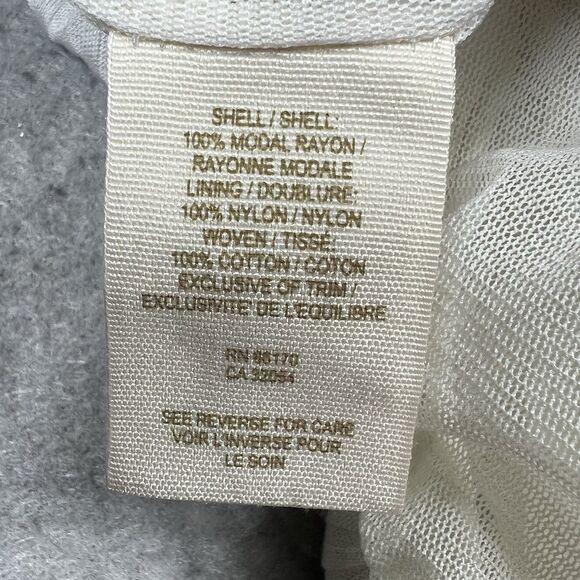 SHELL / SHELL:
100% MODAL RAYON /
RAYONNE MODALE
LINING / DOUBLURE:
100% NYLON / NYLON
WOVEN / TISSÉ:
100% COTTON / COTON
EXCLUSIVE OF TRIM /
EXCLUSIVITE DE L'EQUILIBRE
RN
CA
SEE REVERSE FOR CARE
VOIR L'INVERSE POUR
LE SOIN